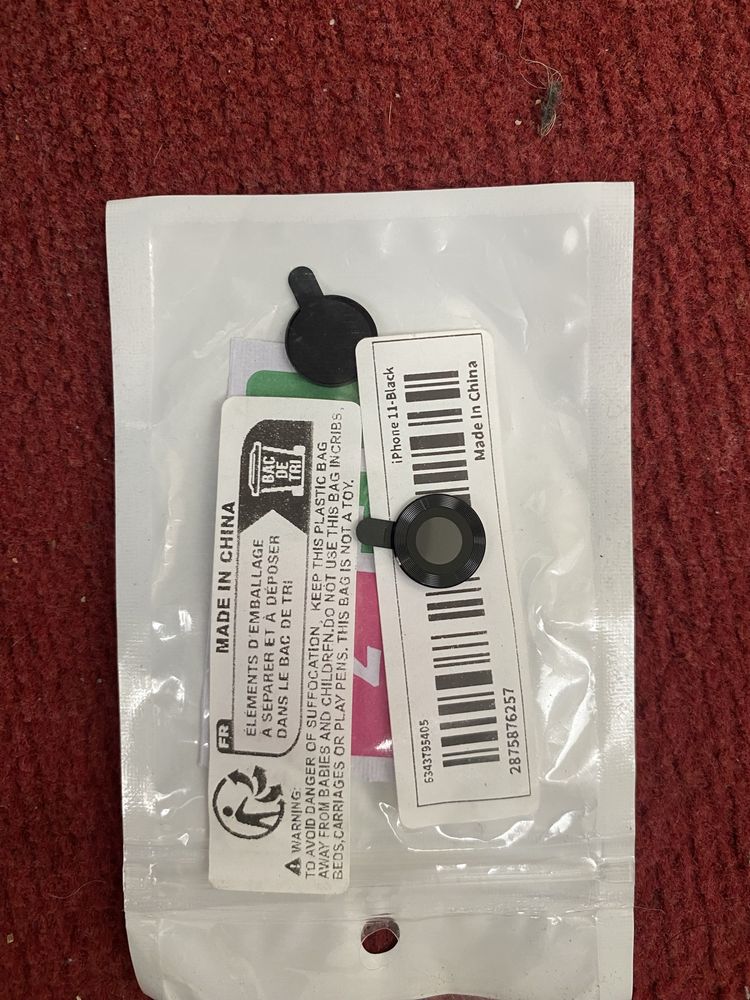 MADE IN CHINA
FR
ÉLÉMENTS D'EMBALLAGE
À SÉPARER ET À DÉPOSER
DANS LE BAC DE TRI
BAC
DE
TRI
WARNING:
TO AVOID DANGER OF SUFFOCATION, KEEP THIS PLASTIC BAG
AWAY FROM BABIES AND CHILDREN.DO NOT USE THIS BAG INCRIBS,
BEDS,CARRIAGES OR PLAY PENS. THIS BAG IS NOT A TOY.
2
iPhone 11-Black
Made In China
6343T95405
2875876257